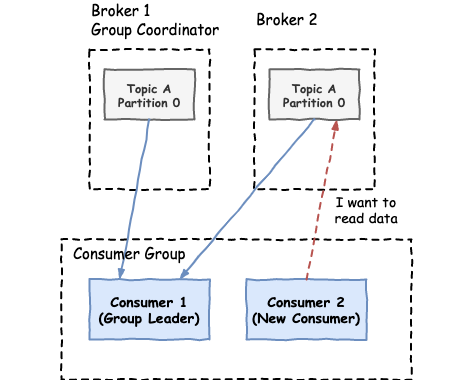 Broker 1
Group Coordinator
Broker 2
Topic A
Partition 0
Topic A
Partition 0
I want to
read data
Consumer Group
Consumer 1
(Group Leader)
Consumer 2
(New Consumer)